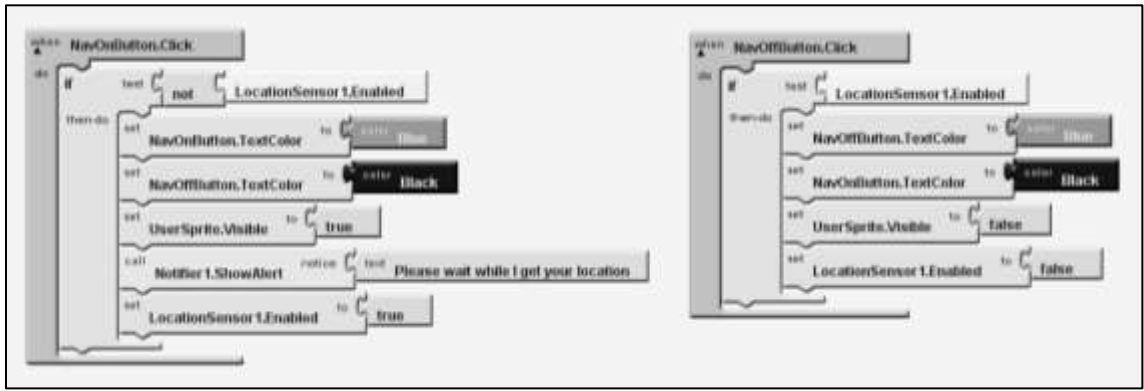 when NavOnButton.Click
do if test not LocationSensor1.Enabled
then-do set NavOnButton.TextColor to color Blue
set NavOffButton.TextColor to color Black
set UserSprite.Visible to true
call Notifier1.ShowAlert notice text Please wait while I get your location
set LocationSensor1.Enabled to true
when NavOffButton.Click
do if test LocationSensor1.Enabled
then-do set NavOffButton.TextColor to color Blue
set NavOnButton.TextColor to color Black
set UserSprite.Visible to false
set LocationSensor1.Enabled to false